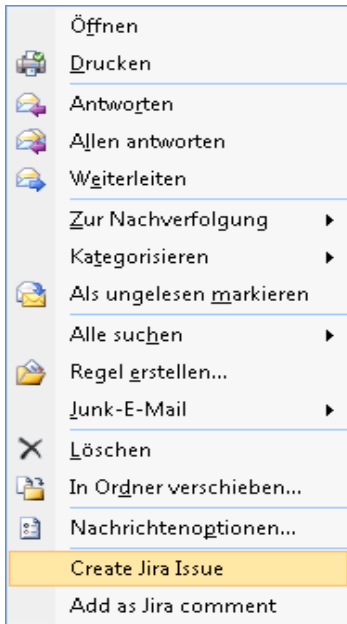 Öffnen
Drucken
Antworten
Allen antworten
Weiterleiten
Zur Nachverfolgung
Kategorisieren
Als ungelesen markieren
Alle suchen
Regel erstellen...
Junk-E-Mail
Löschen
In Ordner verschieben...
Nachrichtenoptionen...
Create Jira Issue
Add as Jira comment